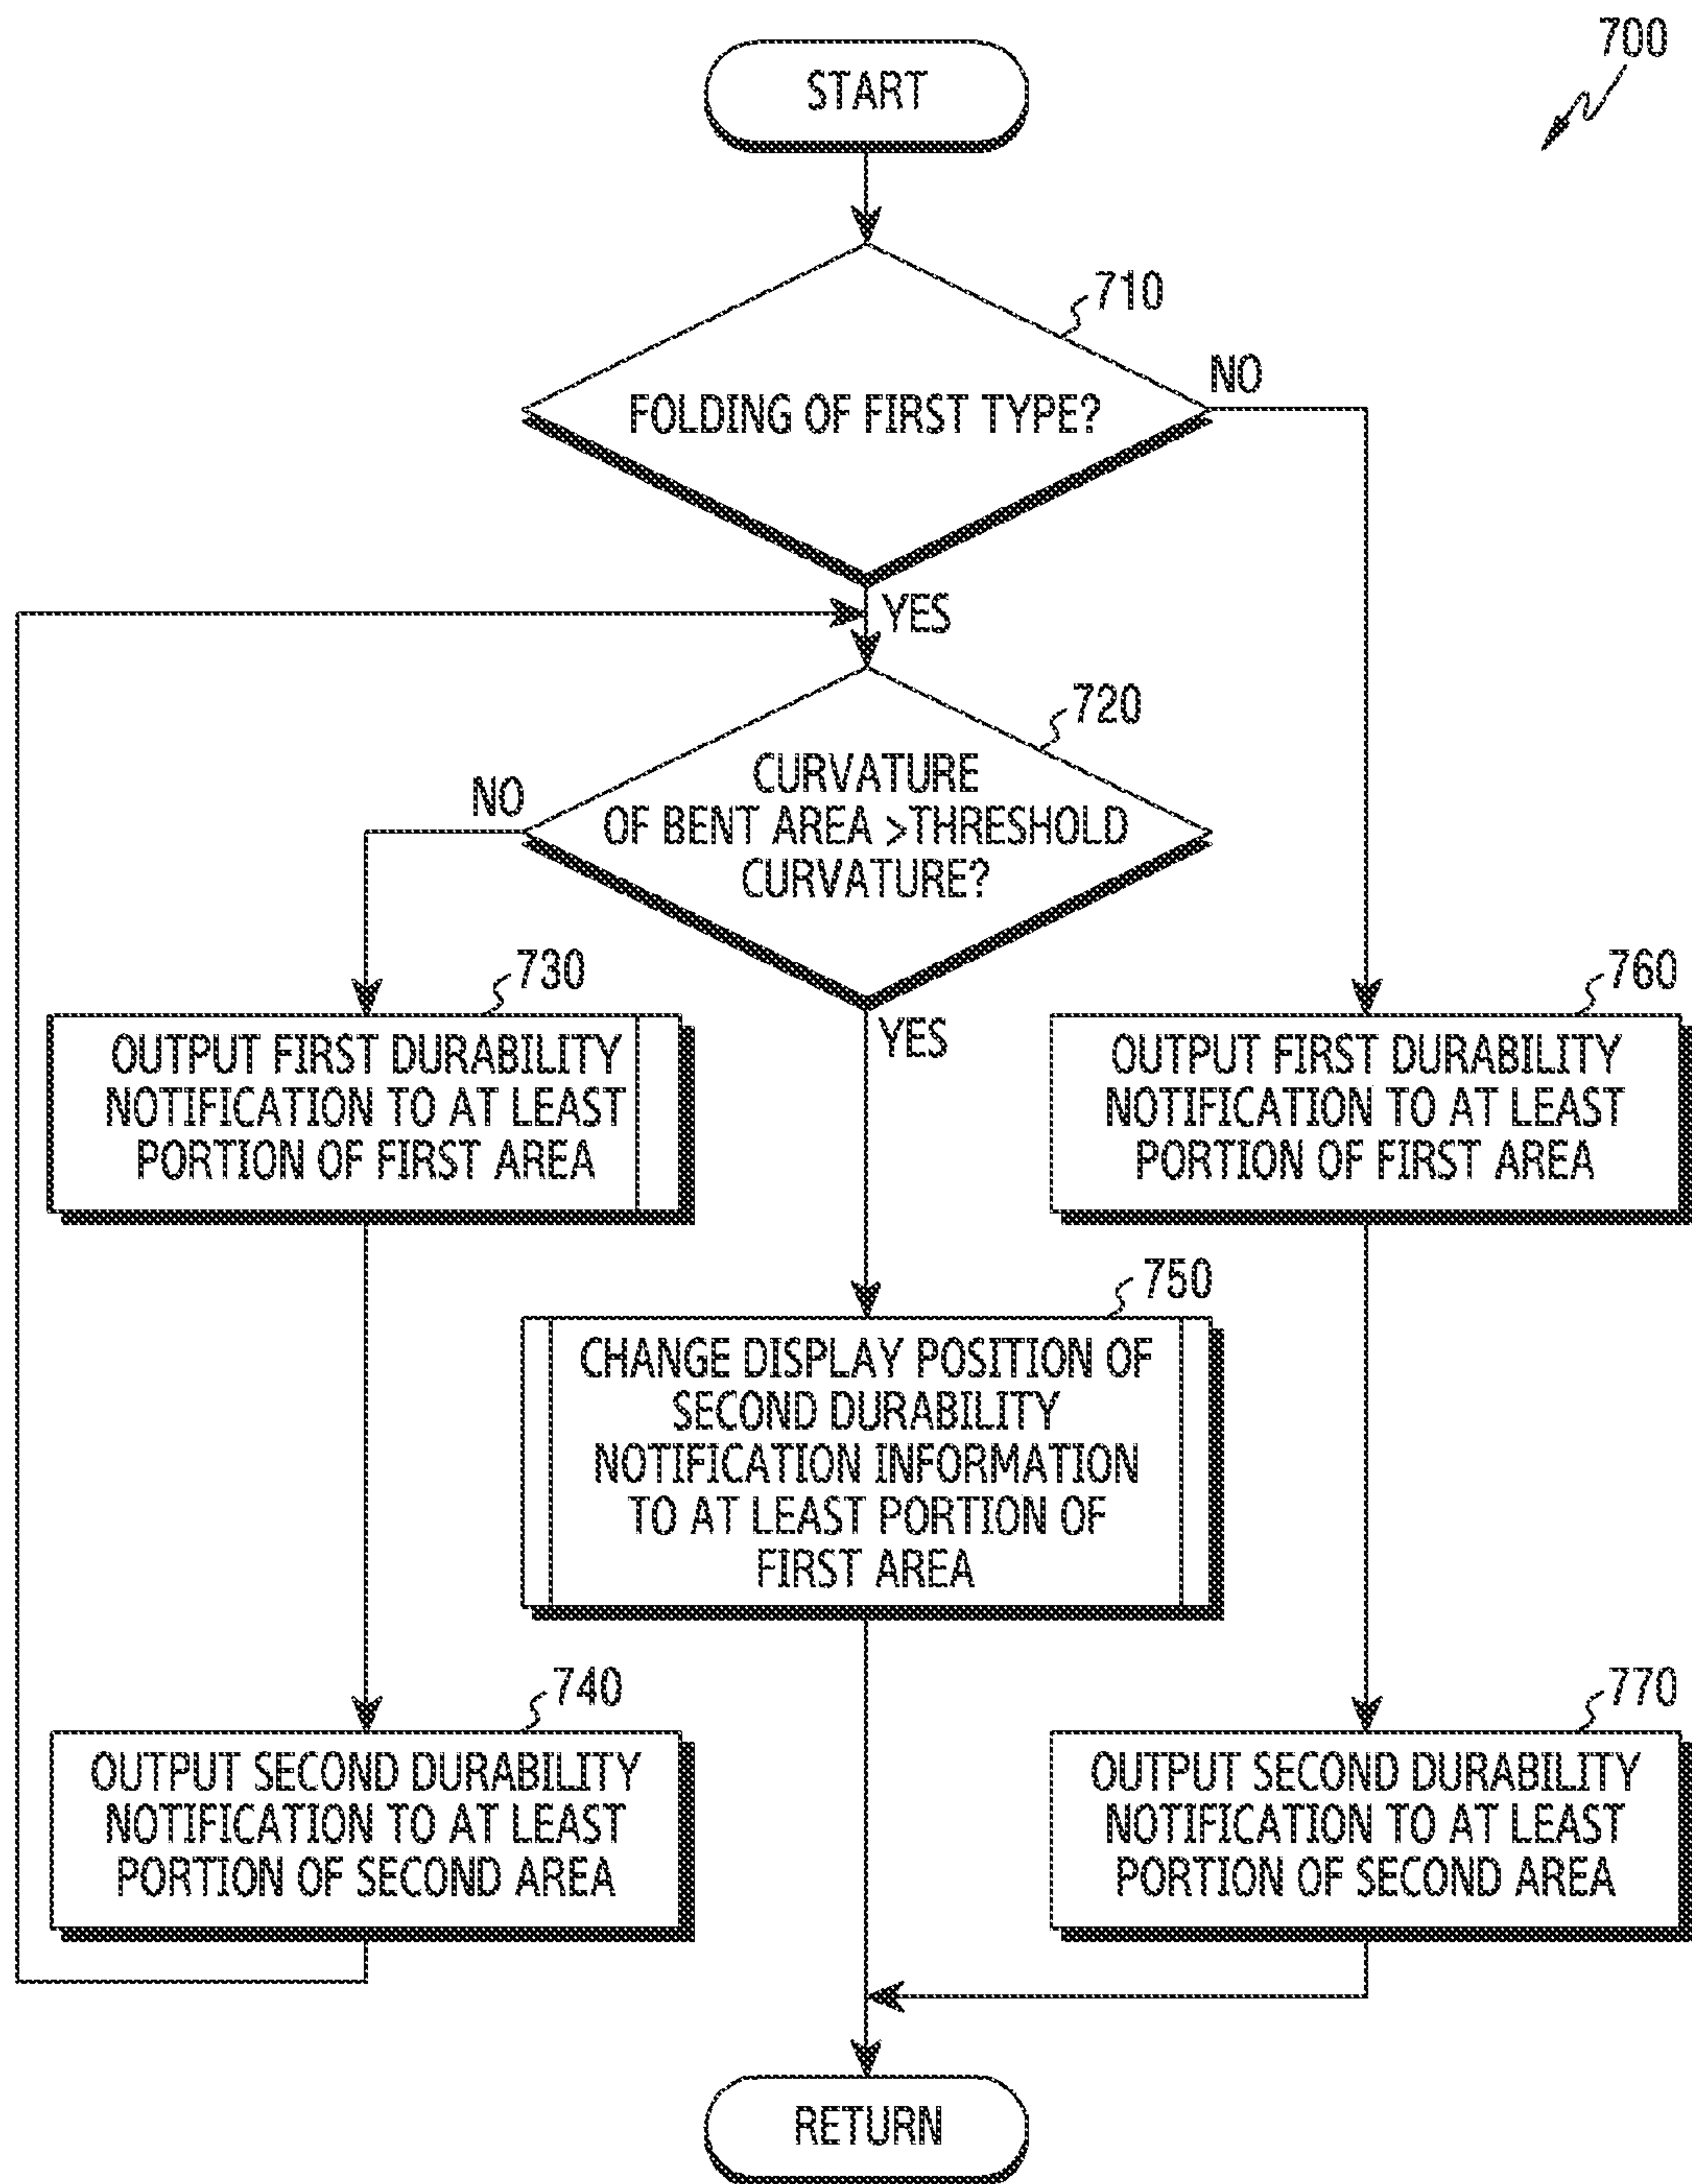 700
START
710
FOLDING OF FIRST TYPE?
NO
YES
720
CURVATURE
OF BENT AREA >THRESHOLD
CURVATURE?
NO
YES
730
OUTPUT FIRST DURABILITY
NOTIFICATION TO AT LEAST
PORTION OF FIRST AREA
760
OUTPUT FIRST DURABILITY
NOTIFICATION TO AT LEAST
PORTION OF FIRST AREA
750
CHANGE DISPLAY POSITION OF
SECOND DURABILITY
NOTIFICATION INFORMATION
TO AT LEAST PORTION OF
FIRST AREA
740
OUTPUT SECOND DURABILITY
NOTIFICATION TO AT LEAST
PORTION OF SECOND AREA
770
OUTPUT SECOND DURABILITY
NOTIFICATION TO AT LEAST
PORTION OF SECOND AREA
RETURN